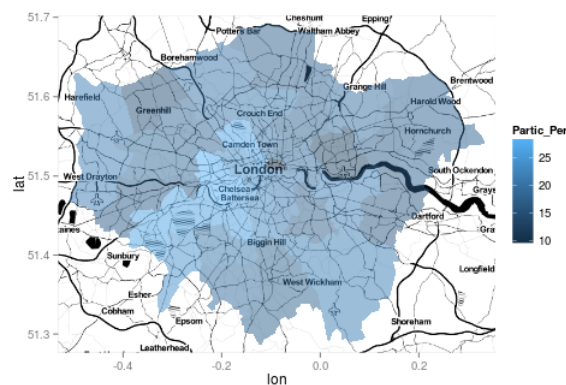 51.7
51.6
51.5
51.4
51.3
lat
-0.4
-0.2
0.0
0.2
lon
Cheshunt
Epping
Potters Bar
Waltham Abbey
Borehamwood
Brentwood
Grange Hill
Harefield
Harold Wood
Greenhill
Crouch End
Hornchurch
Camden Town
West Drayton
London
South Ockendon
Chelsea
Battersea
Grays
Dartford
Biggin Hill
Sunbury
Longfield
West Wickham
Esher
Cobham
Epsom
Shoreham
Leatherhead
Partic_Per
25
20
15
10